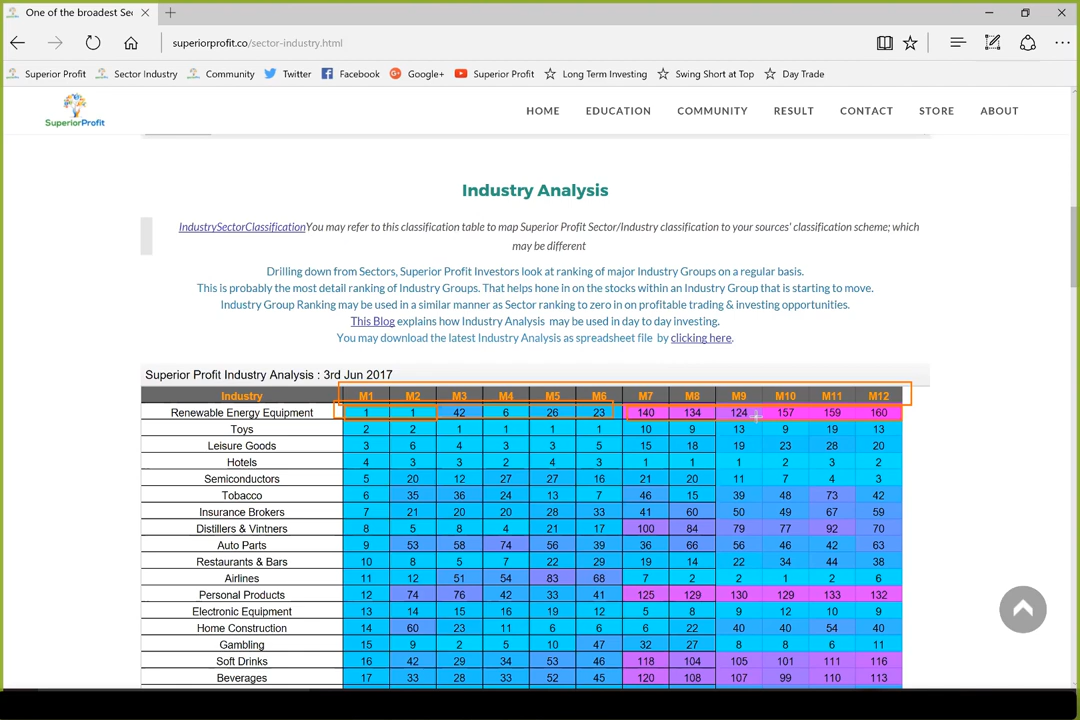 One of the broadest Sec
superiorprofit.co/sector-industry.html
Superior Profit Sector Industry Community Twitter Facebook Google+ Superior Profit Long Term Investing Swing Short at Top Day Trade
SuperiorProfit
HOME EDUCATION COMMUNITY RESULT CONTACT STORE ABOUT
Industry Analysis
IndustrySectorClassificationYou may refer to this classification table to map Superior Profit Sector/Industry classification to your sources' classification scheme; which
may be different
Drilling down from Sectors, Superior Profit Investors look at ranking of major Industry Groups on a regular basis.
This is probably the most detail ranking of Industry Groups. That helps hone in on the stocks within an Industry Group that is starting to move.
Industry Group Ranking may be used in a similar manner as Sector ranking to zero in on profitable trading & investing opportunities.
This Blog explains how Industry Analysis may be used in day to day investing.
You may download the latest Industry Analysis as spreadsheet file by clicking here.
Superior Profit Industry Analysis : 3rd Jun 2017
Industry M1 M2 M3 M4 M5 M6 M7 M8 M9 M10 M11 M12
Renewable Energy Equipment 1 1 42 6 26 23 140 134 124 157 159 160
Toys 2 2 1 1 1 1 10 9 13 9 19 13
Leisure Goods 3 6 4 3 3 5 15 18 19 23 28 20
Hotels 4 3 3 2 4 3 1 1 1 2 3 2
Semiconductors 5 20 12 27 27 16 21 20 11 7 4 3
Tobacco 6 35 36 24 13 7 46 15 39 48 73 42
Insurance Brokers 7 21 20 20 28 33 41 60 50 49 67 59
Distillers & Vintners 8 5 8 4 21 17 100 84 79 77 92 70
Auto Parts 9 53 58 74 56 39 36 66 56 46 42 63
Restaurants & Bars 10 8 5 7 22 29 19 14 22 34 44 38
Airlines 11 12 51 54 83 68 7 2 2 1 2 6
Personal Products 12 74 76 42 33 41 125 129 130 129 133 132
Electronic Equipment 13 14 15 16 19 12 5 8 9 12 10 9
Home Construction 14 60 23 11 6 6 6 22 40 40 54 40
Gambling 15 9 2 5 10 47 32 27 8 8 6 11
Soft Drinks 16 42 29 34 53 46 118 104 105 101 111 116
Beverages 17 33 28 33 52 45 120 108 107 99 110 113